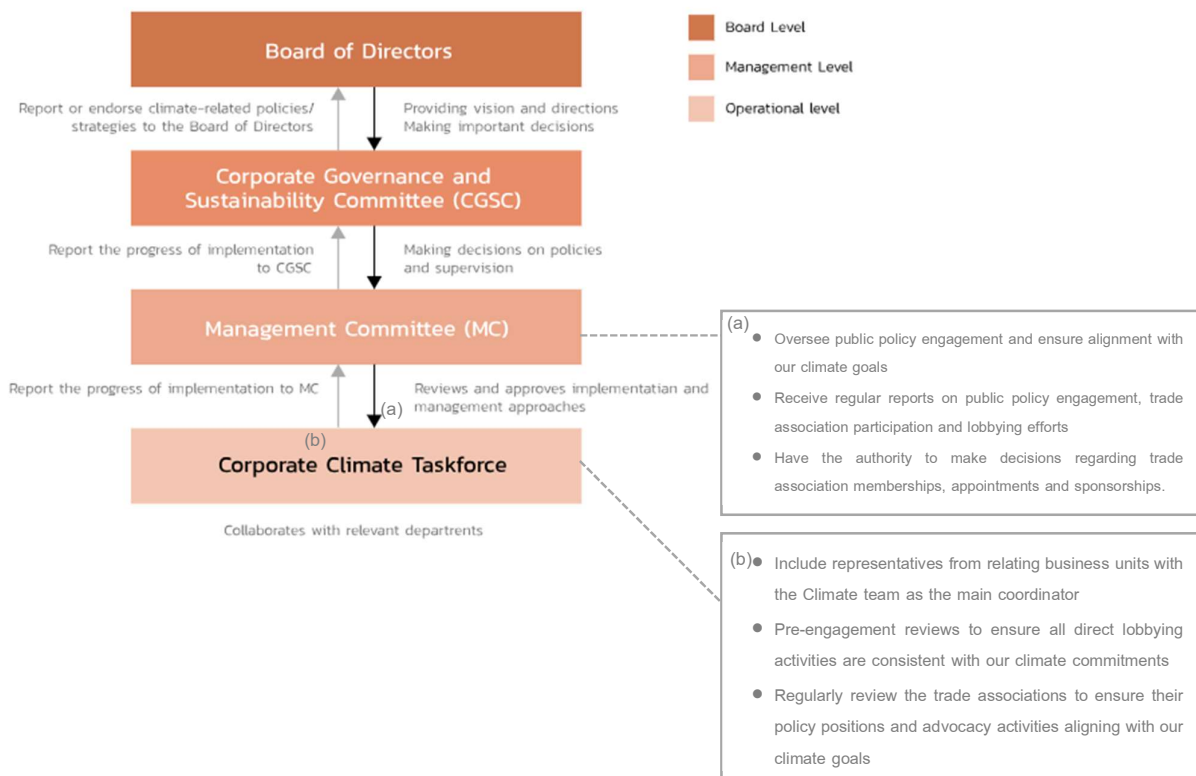 Board of Directors
Board Level
Management Level
Operational level
Report or endorse climate-related policies/
strategies to the Board of Directors
Providing vision and directions
Making important decisions
Corporate Governance and
Sustainability Committee (CGSC)
Report the progress of implementation
to CGSC
Making decisions on policies
and supervision
Management Committee (MC)
Report the progress of implementation to MC
Reviews and approves implementatian and
management approaches
(a)
(b)
Corporate Climate Taskforce
Collaborates with relevant departrents
(a)
● Oversee public policy engagement and ensure alignment with
our climate goals
● Receive regular reports on public policy engagement, trade
association participation and lobbying efforts
● Have the authority to make decisions regarding trade
association memberships, appointments and sponsorships.
(b)
● Include representatives from relating business units with
the Climate team as the main coordinator
● Pre-engagement reviews to ensure all direct lobbying
activities are consistent with our climate commitments
● Regularly review the trade associations to ensure their
policy positions and advocacy activities aligning with our
climate goals